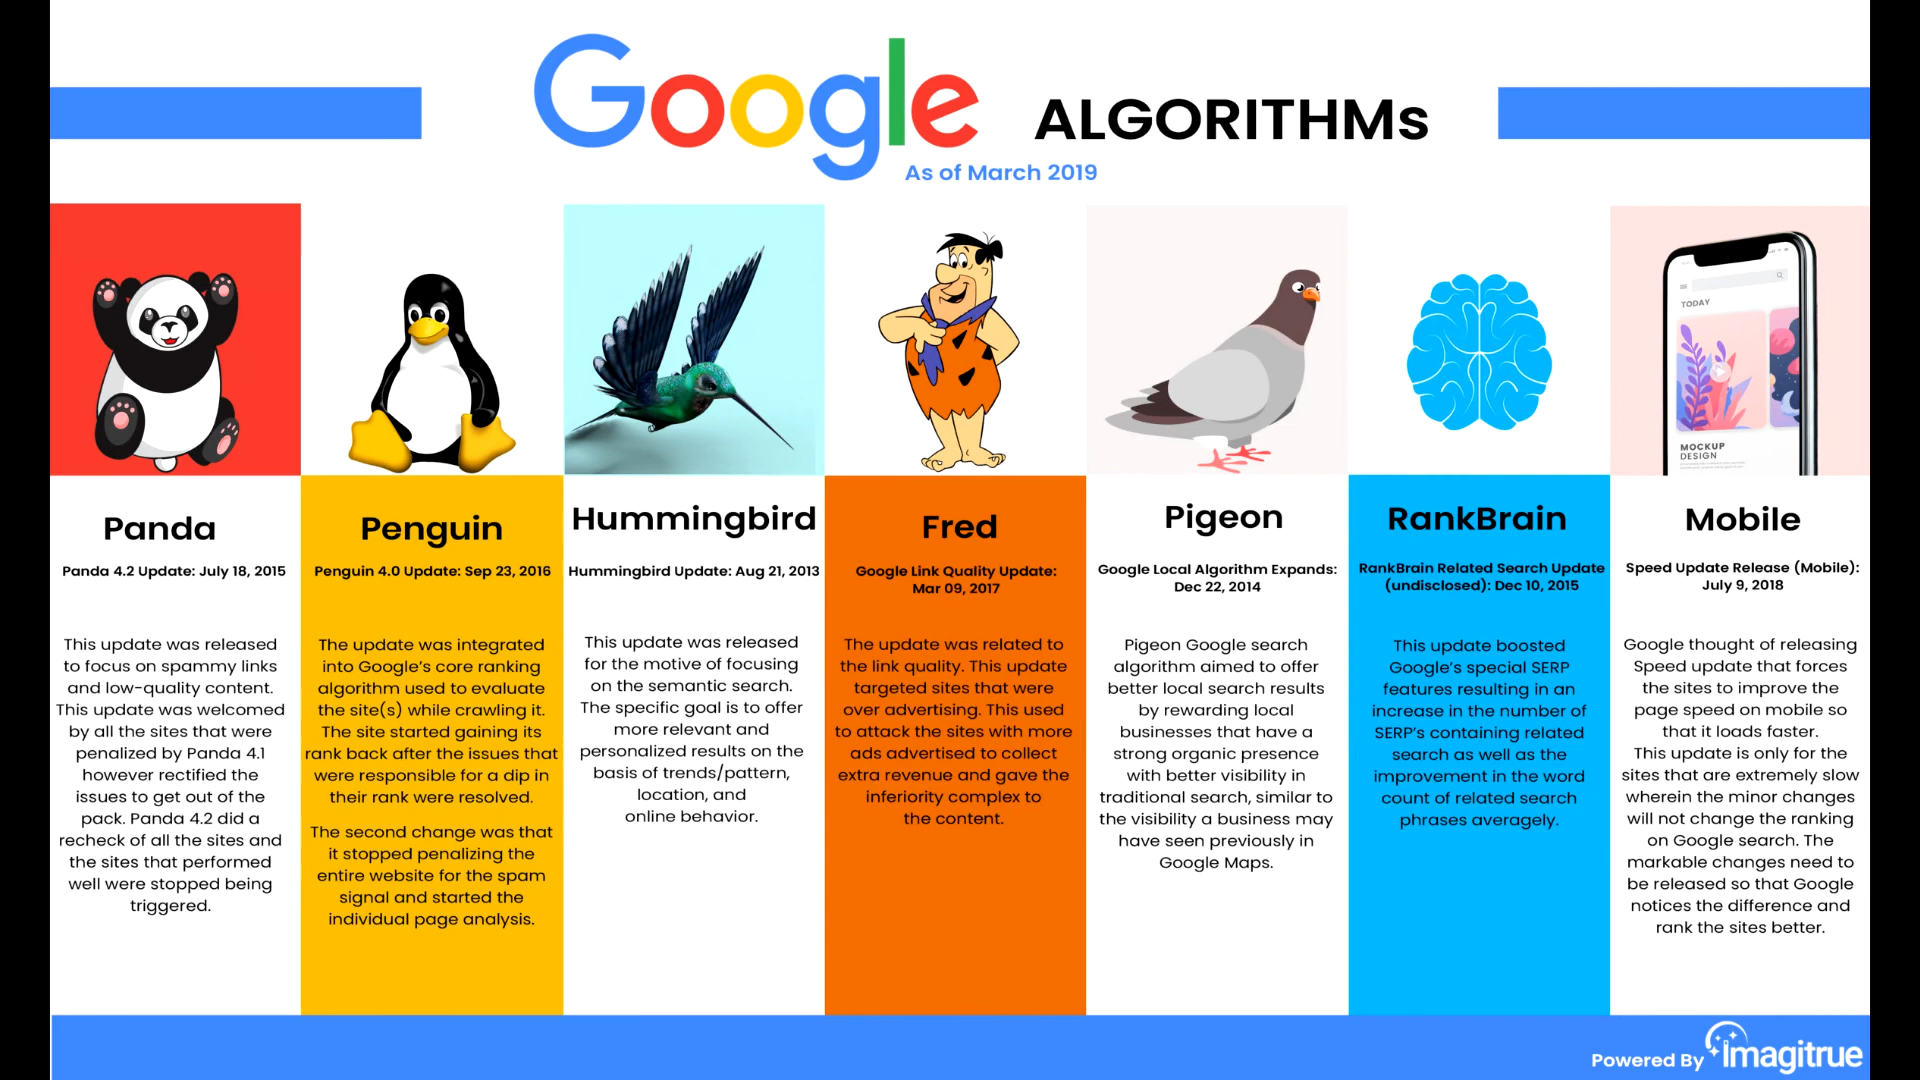 Google ALGORITHMs
As of March 2019
TODAY
MOCKUP
DESIGN
Panda
Panda 4.2 Update: July 18, 2015
This update was released
to focus on spammy links
and low-quality content.
This update was welcomed
by all the sites that were
penalized by Panda 4.1
however rectified the
issues to get out of the
pack. Panda 4.2 did a
recheck of all the sites and
the sites that performed
well were stopped being
triggered.
Penguin
Penguin 4.0 Update: Sep 23, 2016
The update was integrated
into Google's core ranking
algorithm used to evaluate
the site(s) while crawling it.
The site started gaining its
rank back after the issues that
were responsible for a dip in
their rank were resolved.
The second change was that
it stopped penalizing the
entire website for the spam
signal and started the
individual page analysis.
Hummingbird
Hummingbird Update: Aug 21, 2013
This update was released
for the motive of focusing
on the semantic search.
The specific goal is to offer
more relevant and
personalized results on the
basis of trends/pattern,
location, and
online behavior.
Fred
Google Link Quality Update:
Mar 09, 2017
The update was related to
the link quality. This update
targeted sites that were
over advertising. This used
to attack the sites with more
ads advertised to collect
extra revenue and gave the
inferiority complex to
the content.
Pigeon
Google Local Algorithm Expands:
Dec 22, 2014
Pigeon Google search
algorithm aimed to offer
better local search results
by rewarding local
businesses that have a
strong organic presence
with better visibility in
traditional search, similar to
the visibility a business may
have seen previously in
Google Maps.
RankBrain
RankBrain Related Search Update
(undisclosed): Dec 10, 2015
This update boosted
Google's special SERP
features resulting in an
increase in the number of
SERP's containing related
search as well as the
improvement in the word
count of related search
phrases averagely.
Mobile
Speed Update Release (Mobile):
July 9, 2018
Google thought of releasing
Speed update that forces
the sites to improve the
page speed on mobile so
that it loads faster.
This update is only for the
sites that are extremely slow
wherein the minor changes
will not change the ranking
on Google search. The
markable changes need to
be released so that Google
notices the difference and
rank the sites better.
Powered By imagitrue